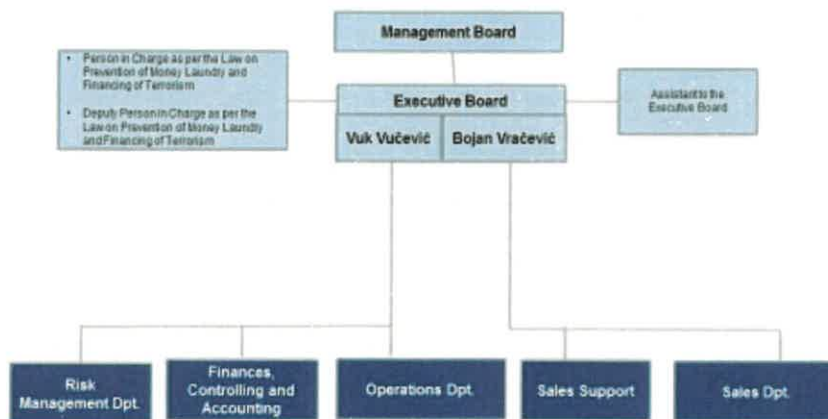 Management Board
• Person in Charge as per the Law on
Prevention of Money Laundry and
Financing of Terrorism
• Deputy Person in Charge as per the
Law on Prevention of Money Laundry
and Financing of Terrorism
Executive Board
Vuk Vučević
Bojan Vračević
Assistant to the
Executive Board
Risk
Management Dpt.
Finances,
Controlling and
Accounting
Operations Dpt.
Sales Support
Sales Dpt.